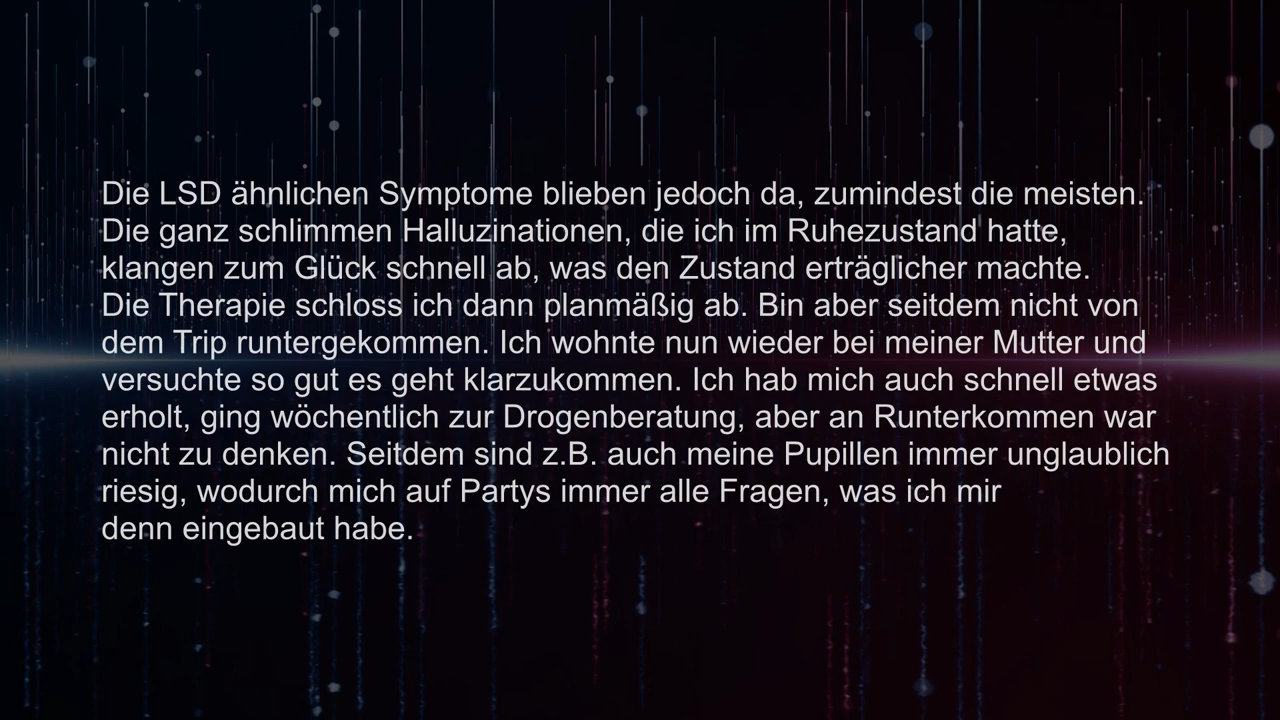 Die LSD ähnlichen Symptome blieben jedoch da, zumindest die meisten.
Die ganz schlimmen Halluzinationen, die ich im Ruhezustand hatte,
klangen zum Glück schnell ab, was den Zustand erträglicher machte.
Die Therapie schloss ich dann planmäßig ab. Bin aber seitdem nicht von
dem Trip runtergekommen. Ich wohnte nun wieder bei meiner Mutter und
versuchte so gut es geht klarzukommen. Ich hab mich auch schnell etwas
erholt, ging wöchentlich zur Drogenberatung, aber an Runterkommen war
nicht zu denken. Seitdem sind z.B. auch meine Pupillen immer unglaublich
riesig, wodurch mich auf Partys immer alle Fragen, was ich mir
denn eingebaut habe.